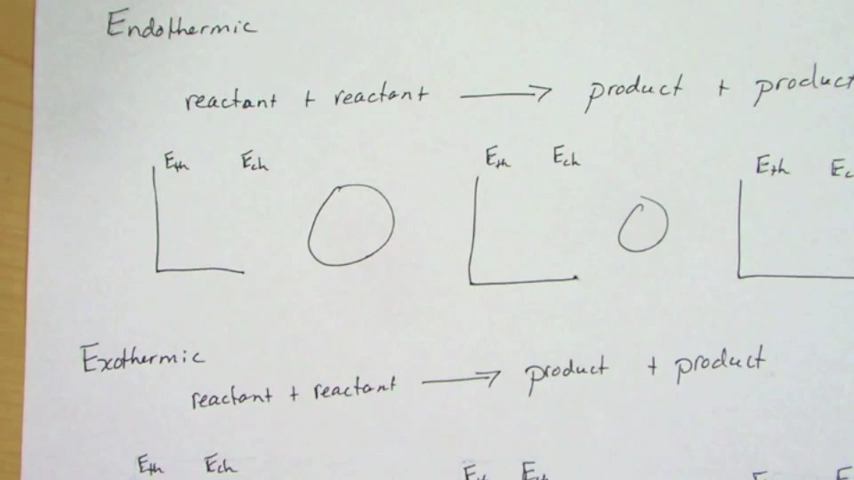 Endothermic
reactant + reactant ⟶ product + product
Eth Ech Eth Ech Eth
Exothermic
reactant + reactant ⟶ product + product
Eth Ech